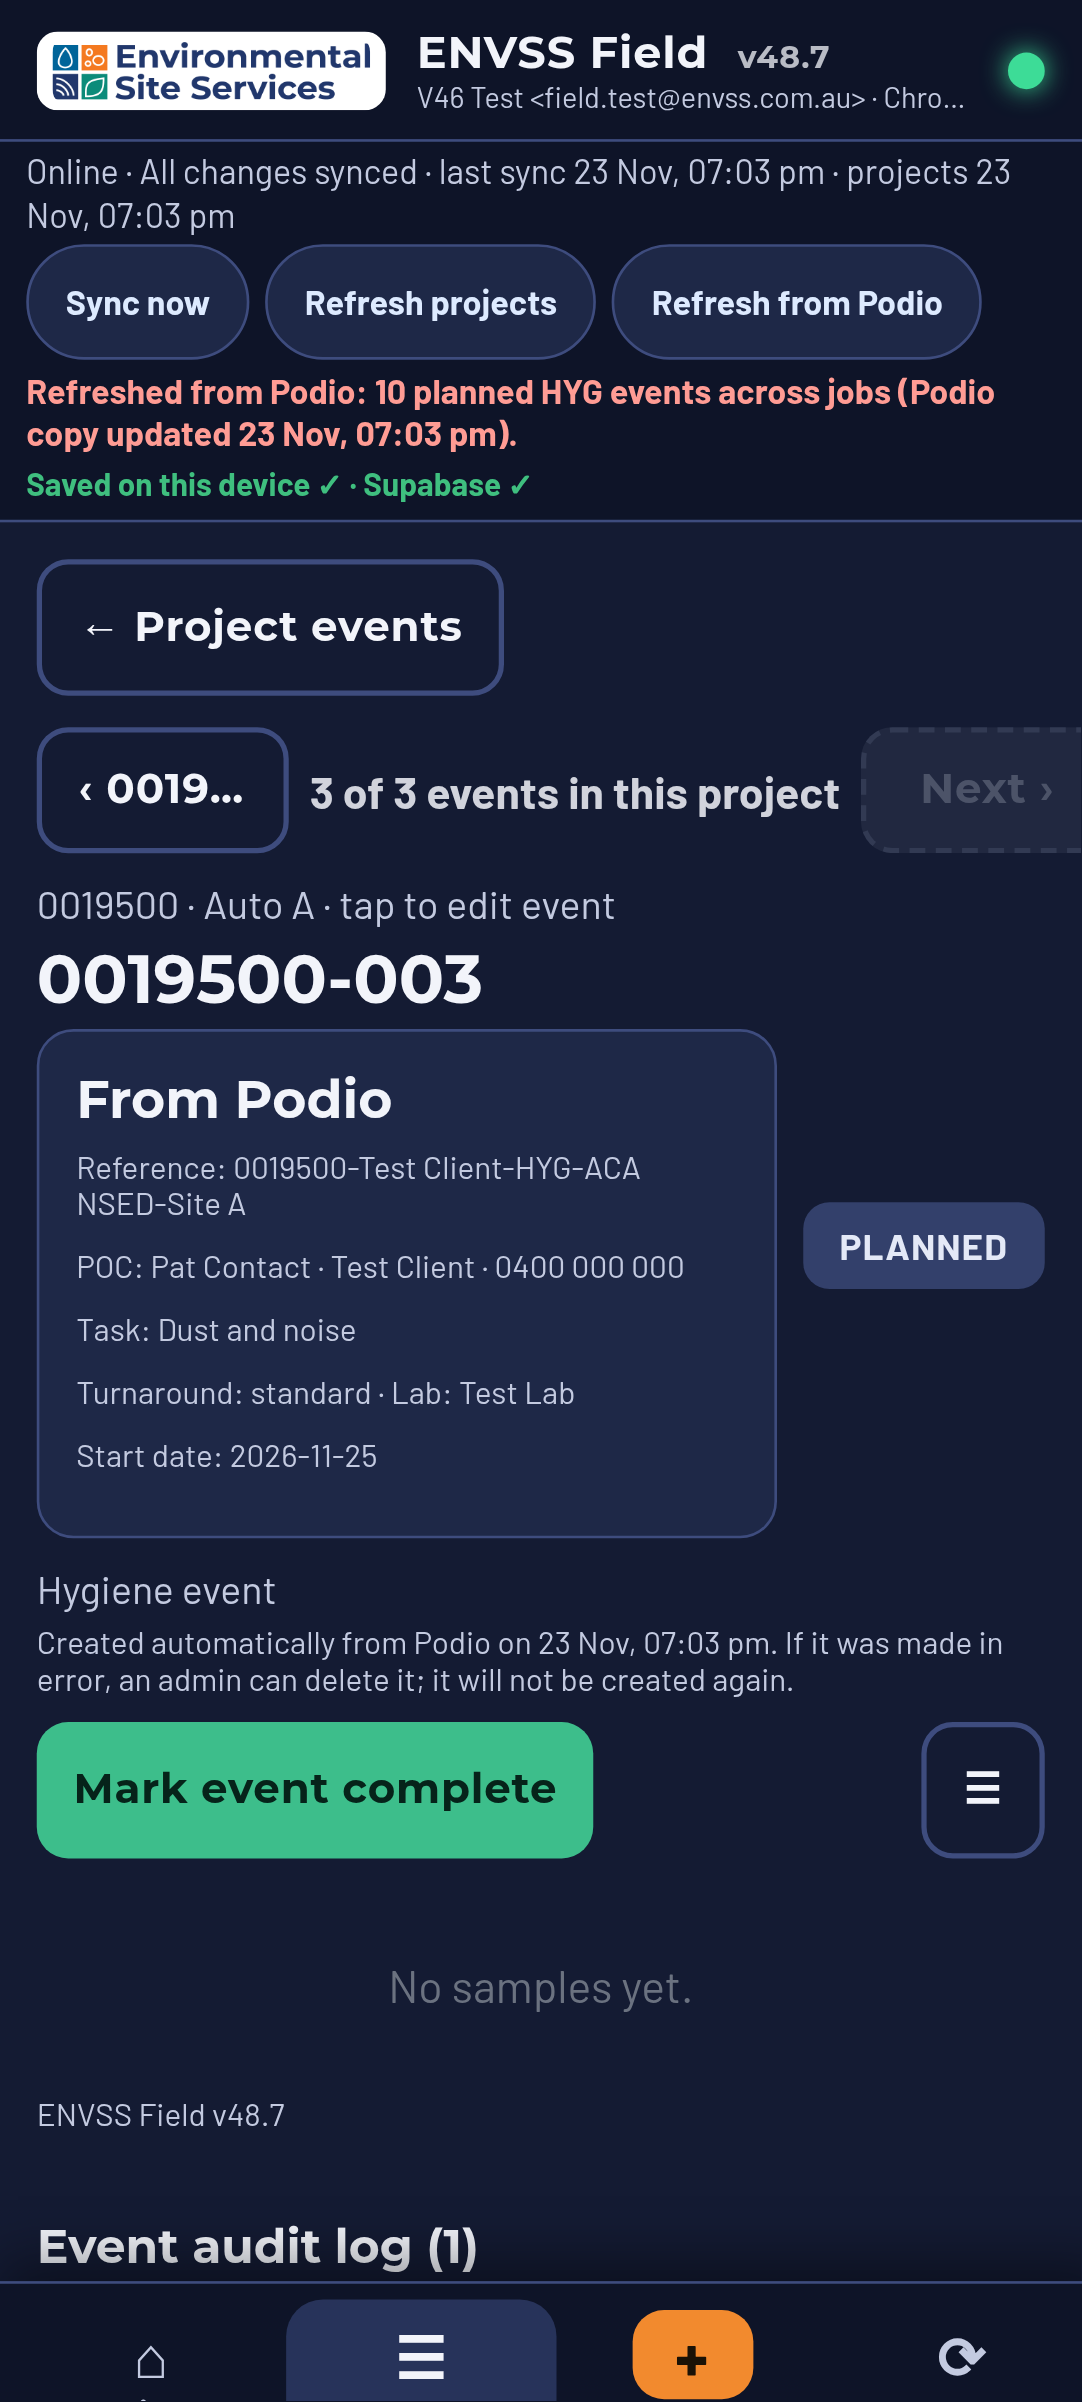 Environmental
Site Services
ENVSS Field v48.7
V46 Test <field.test@envss.com.au> · Chro...
Online · All changes synced · last sync 23 Nov, 07:03 pm · projects 23
Nov, 07:03 pm
Sync now
Refresh projects
Refresh from Podio
Refreshed from Podio: 10 planned HYG events across jobs (Podio
copy updated 23 Nov, 07:03 pm).
Saved on this device ✓ · Supabase ✓
← Project events
‹ 0019...
3 of 3 events in this project
Next ›
0019500 · Auto A · tap to edit event
0019500-003
From Podio
Reference: 0019500-Test Client-HYG-ACA
NSED-Site A
POC: Pat Contact · Test Client · 0400 000 000
Task: Dust and noise
Turnaround: standard · Lab: Test Lab
Start date: 2026-11-25
PLANNED
Hygiene event
Created automatically from Podio on 23 Nov, 07:03 pm. If it was made in
error, an admin can delete it; it will not be created again.
Mark event complete
No samples yet.
ENVSS Field v48.7
Event audit log (1)